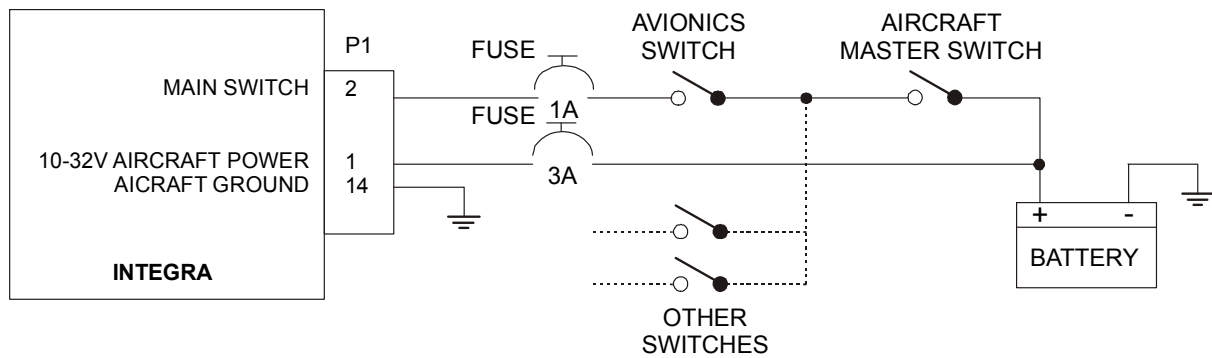 P1
MAIN SWITCH
2
10-32V AIRCRAFT POWER
1
AICRAFT GROUND
14
INTEGRA
FUSE
1A
FUSE
3A
AVIONICS
SWITCH
AIRCRAFT
MASTER SWITCH
OTHER
SWITCHES
+ -
BATTERY